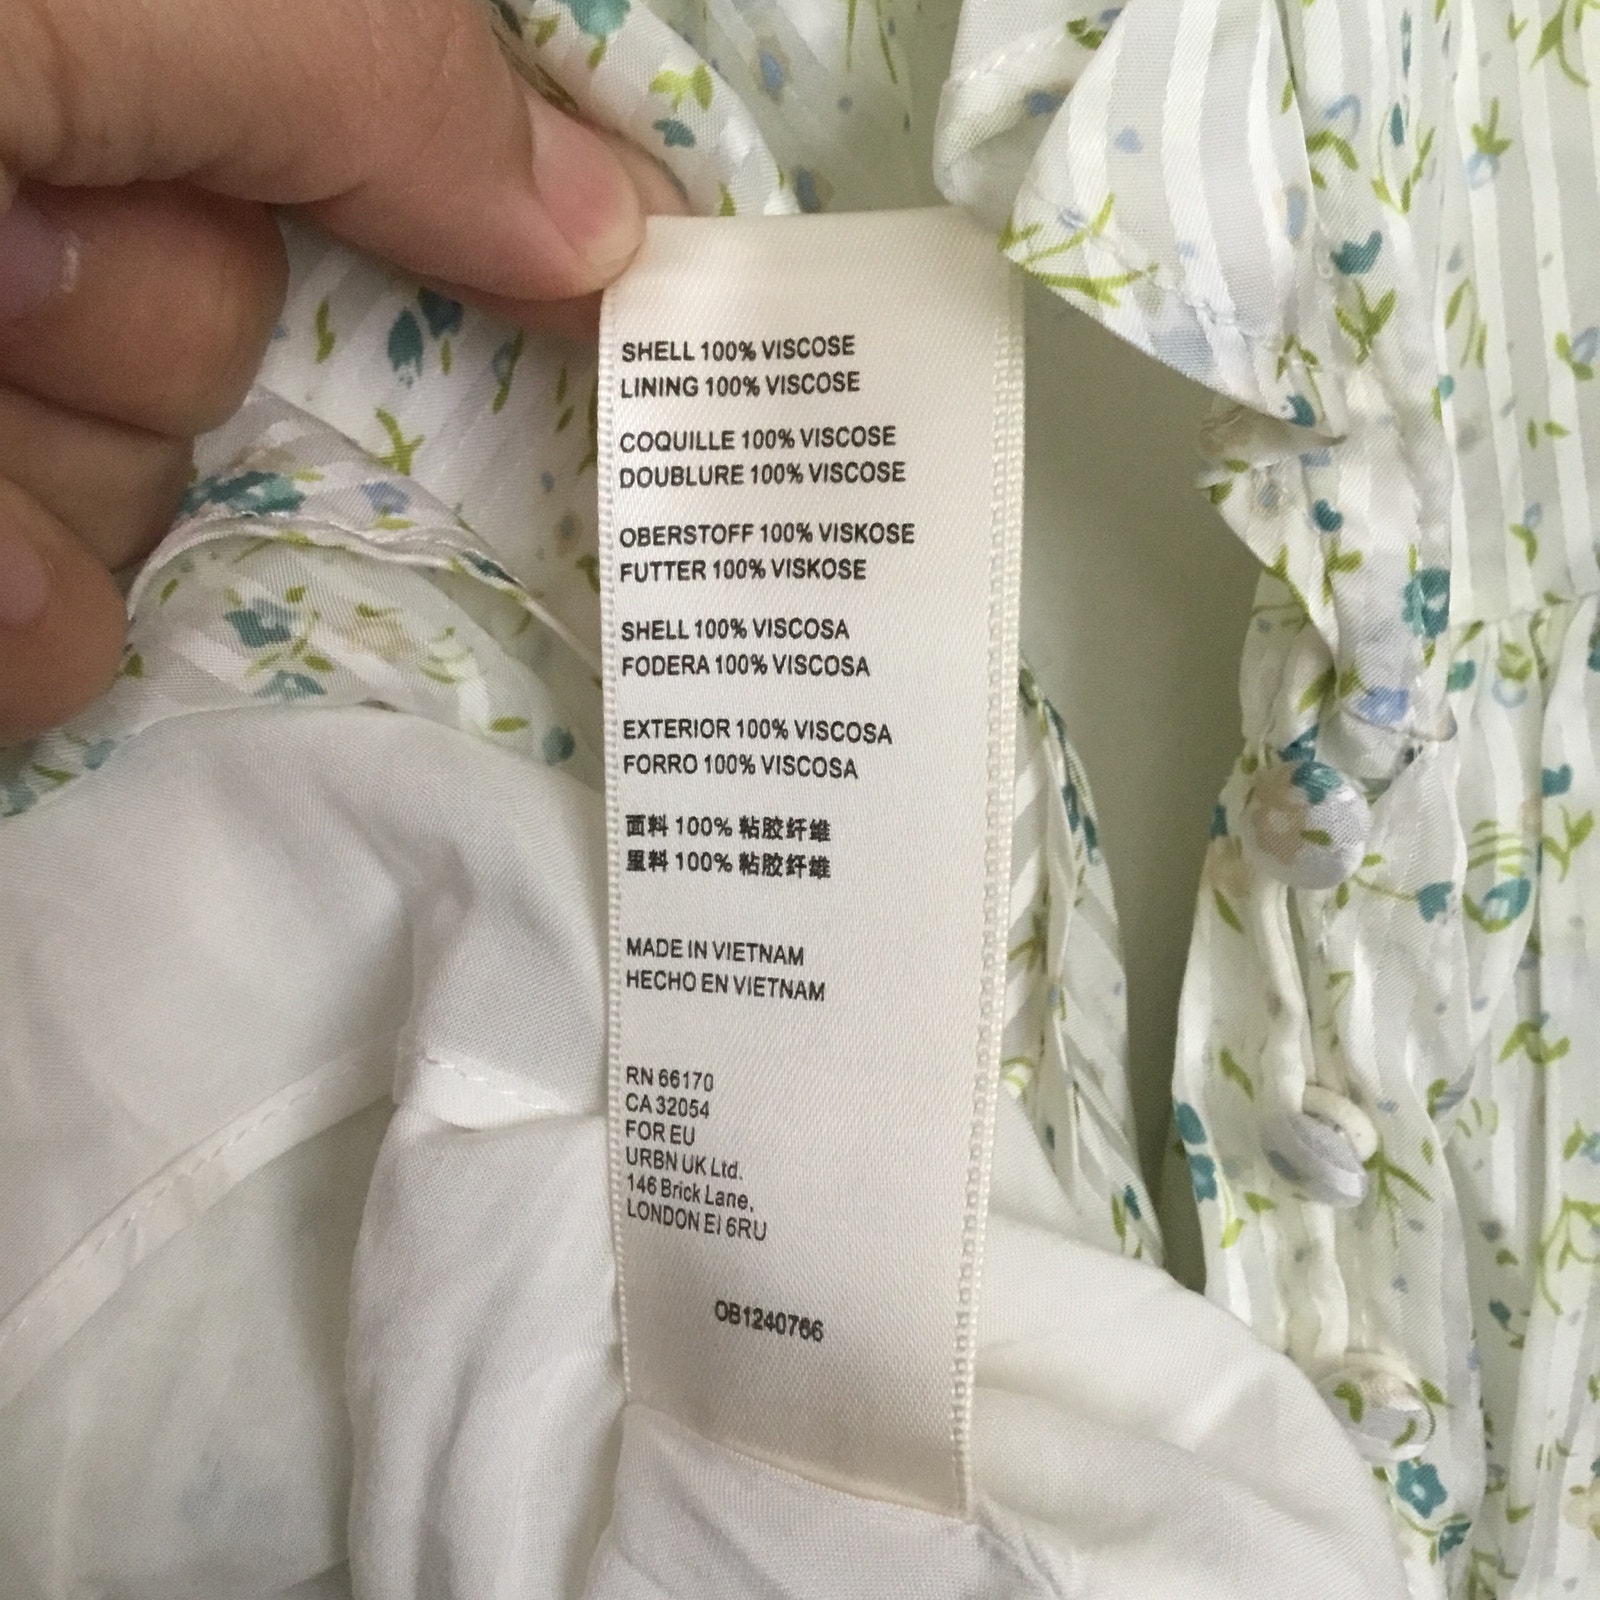 SHELL 100% VISCOSE
LINING 100% VISCOSE
COQUILLE 100% VISCOSE
DOUBLURE 100% VISCOSE
OBERSTOFF 100% VISKOSE
FUTTER 100% VISKOSE
SHELL 100% VISCOSA
FODERA 100% VISCOSA
EXTERIOR 100% VISCOSA
FORRO 100% VISCOSA
面料 100% 粘胶纤维
里料 100% 粘胶纤维
MADE IN VIETNAM
HECHO EN VIETNAM
RN 66170
CA 32054
FOR EU
URBN UK Ltd.
146 Brick Lane,
LONDON EI 6RU
OB1240766